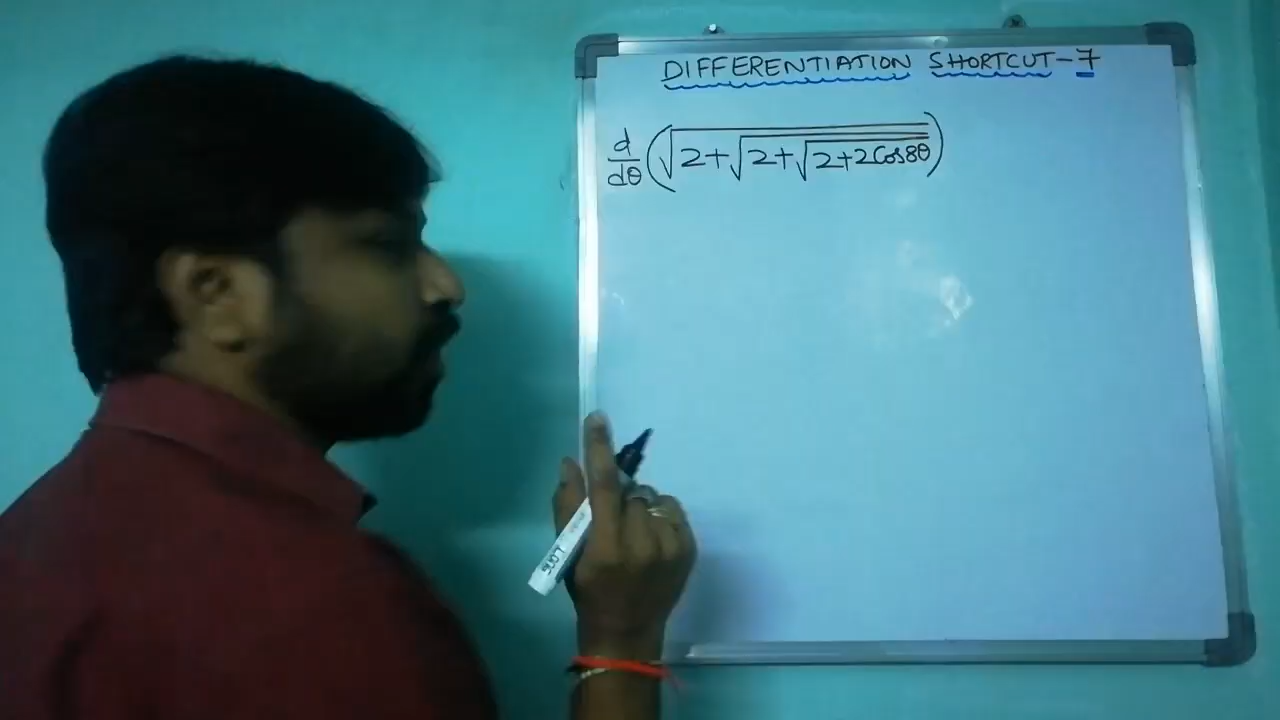 DIFFERENTIATION SHORTCUT-7
d/dθ (√(2+√(2+√(2+2Cos8θ))))